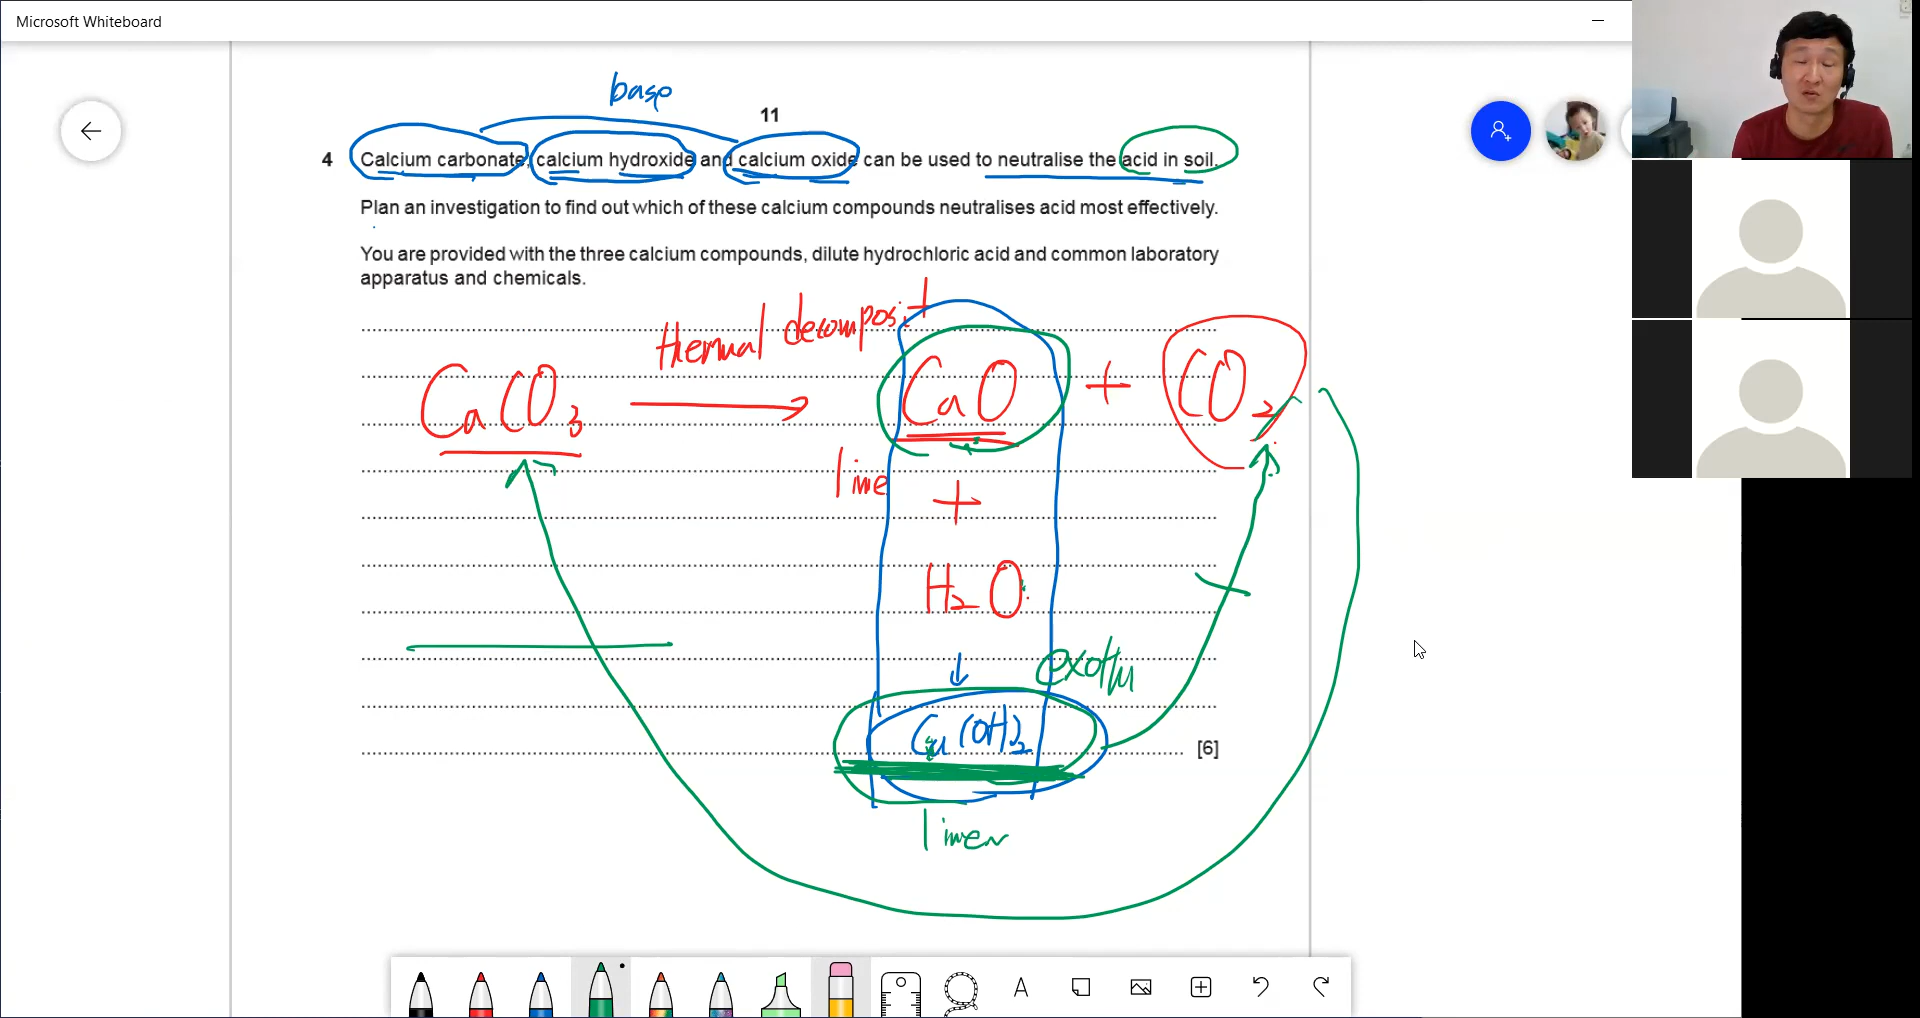 Microsoft Whiteboard
base
11
4 Calcium carbonate, calcium hydroxide and calcium oxide can be used to neutralise the acid in soil.
Plan an investigation to find out which of these calcium compounds neutralises acid most effectively.
You are provided with the three calcium compounds, dilute hydrochloric acid and common laboratory
apparatus and chemicals.
thermal decomposit
CaCO3 → CaO + CO2
lime
+
H2O
↓ exoth
Ca(OH)2
[6]
lime
A